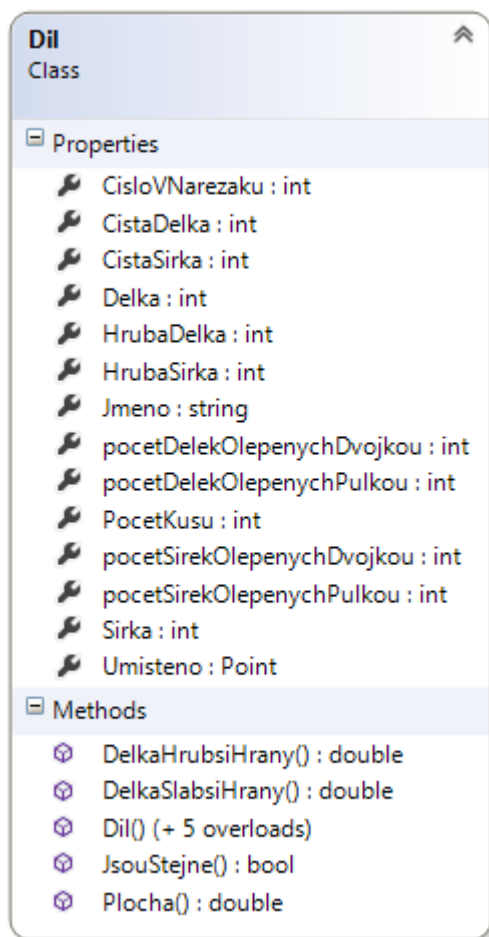 Dil
Class
Properties
CisloVNarezaku : int
CistaDelka : int
CistaSirka : int
Delka : int
HrubaDelka : int
HrubaSirka : int
Jmeno : string
pocetDelekOlepenychDvojkou : int
pocetDelekOlepenychPulkou : int
PocetKusu : int
pocetSirekOlepenychDvojkou : int
pocetSirekOlepenychPulkou : int
Sirka : int
Umisteno : Point
Methods
DelkaHrubsiHrany() : double
DelkaSlabsiHrany() : double
Dil() (+ 5 overloads)
JsouStejne() : bool
Plocha() : double